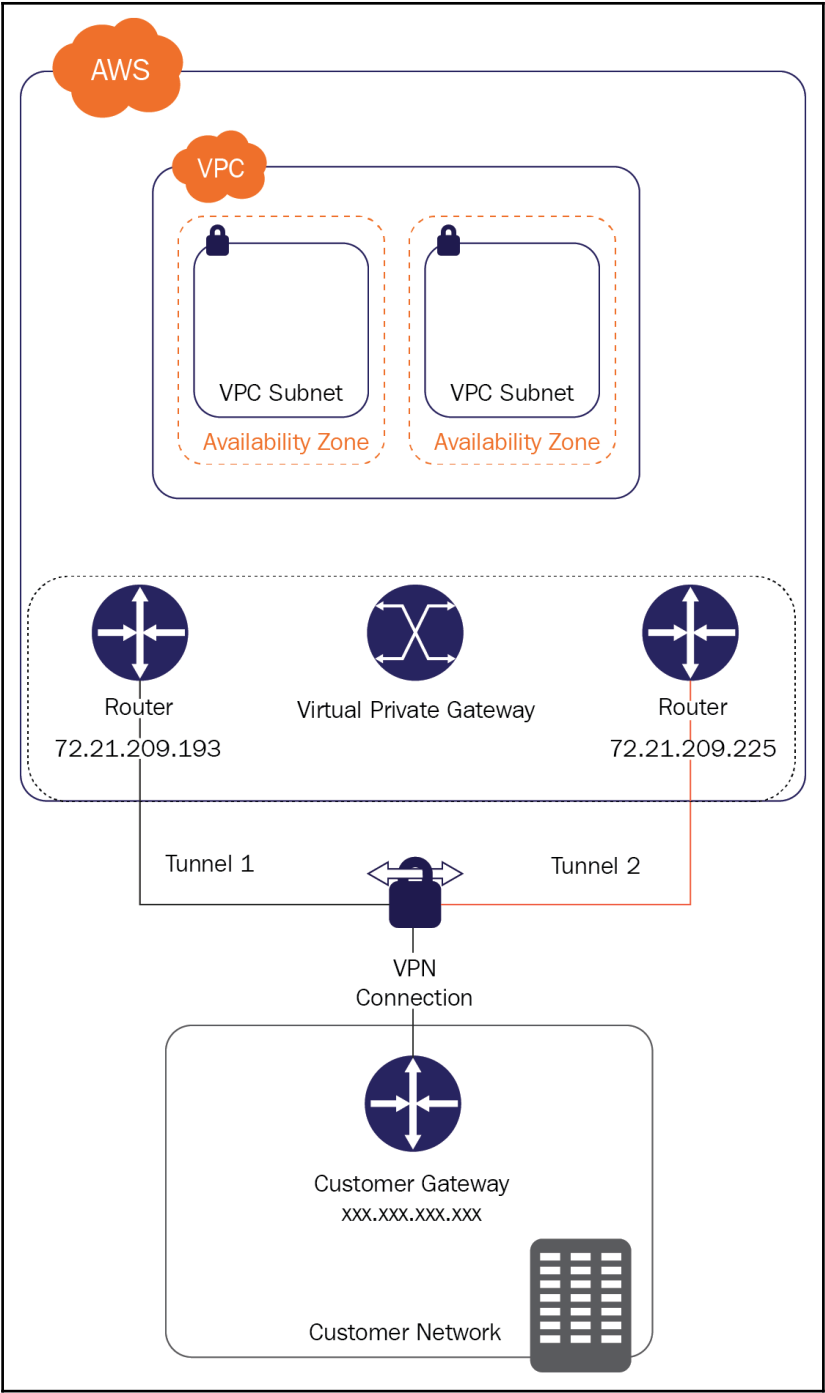 AWS
VPC
VPC Subnet
VPC Subnet
Availability Zone
Availability Zone
Router
Virtual Private Gateway
Router
72.21.209.193
72.21.209.225
Tunnel 1
Tunnel 2
VPN
Connection
Customer Gateway
xxx.xxx.xxx.xxx
Customer Network